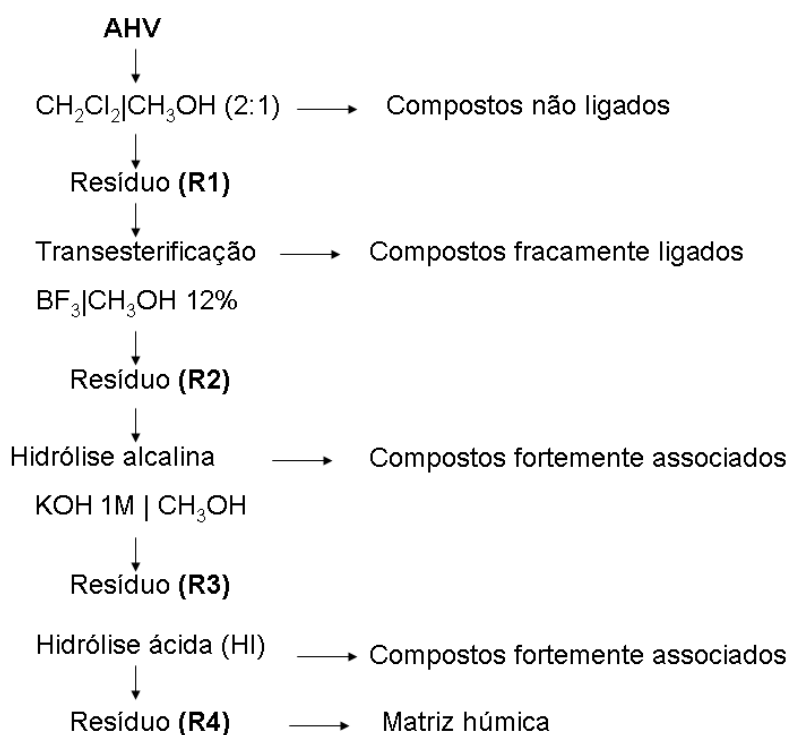 AHV
CH₂Cl₂|CH₃OH (2:1) Compostos não ligados
Resíduo (R1)
Transesterificação Compostos fracamente ligados
BF₃|CH₃OH 12%
Resíduo (R2)
Hidrólise alcalina Compostos fortemente associados
KOH 1M | CH₃OH
Resíduo (R3)
Hidrólise ácida (HI) Compostos fortemente associados
Resíduo (R4) Matriz húmica